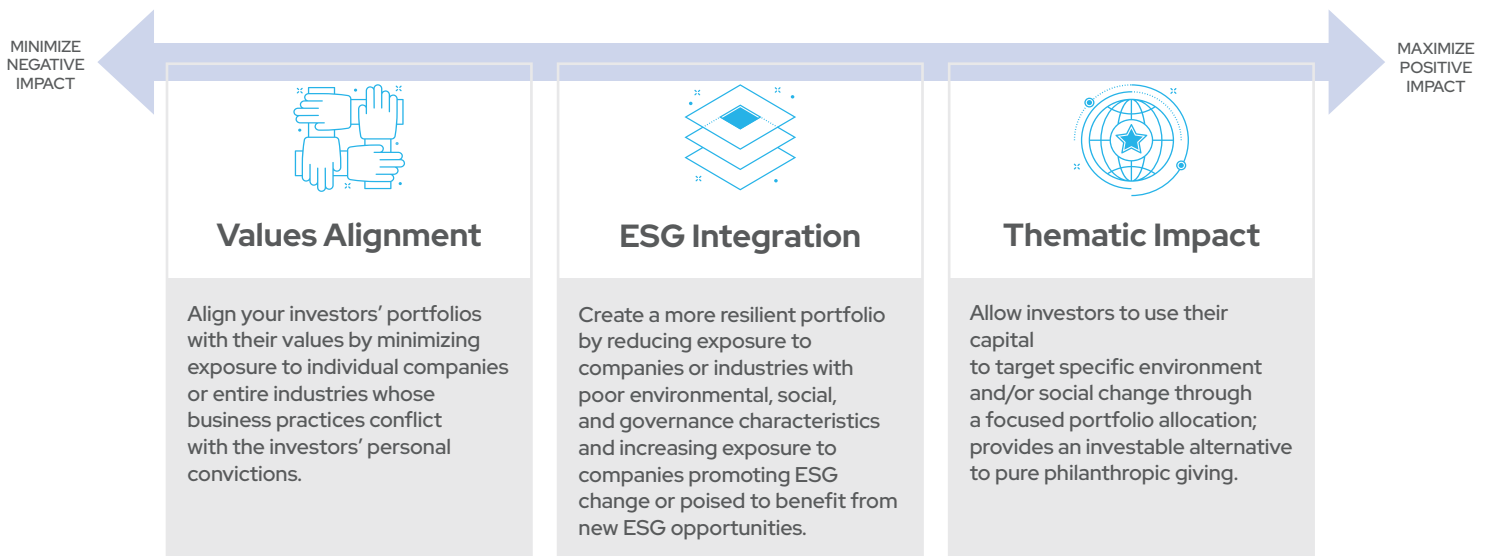 MINIMIZE
NEGATIVE
IMPACT
MAXIMIZE
POSITIVE
IMPACT
Values Alignment
Align your investors’ portfolios
with their values by minimizing
exposure to individual companies
or entire industries whose
business practices conflict
with the investors’ personal
convictions.
ESG Integration
Create a more resilient portfolio
by reducing exposure to
companies or industries with
poor environmental, social,
and governance characteristics
and increasing exposure to
companies promoting ESG
change or poised to benefit from
new ESG opportunities.
Thematic Impact
Allow investors to use their
capital
to target specific environment
and/or social change through
a focused portfolio allocation;
provides an investable alternative
to pure philanthropic giving.